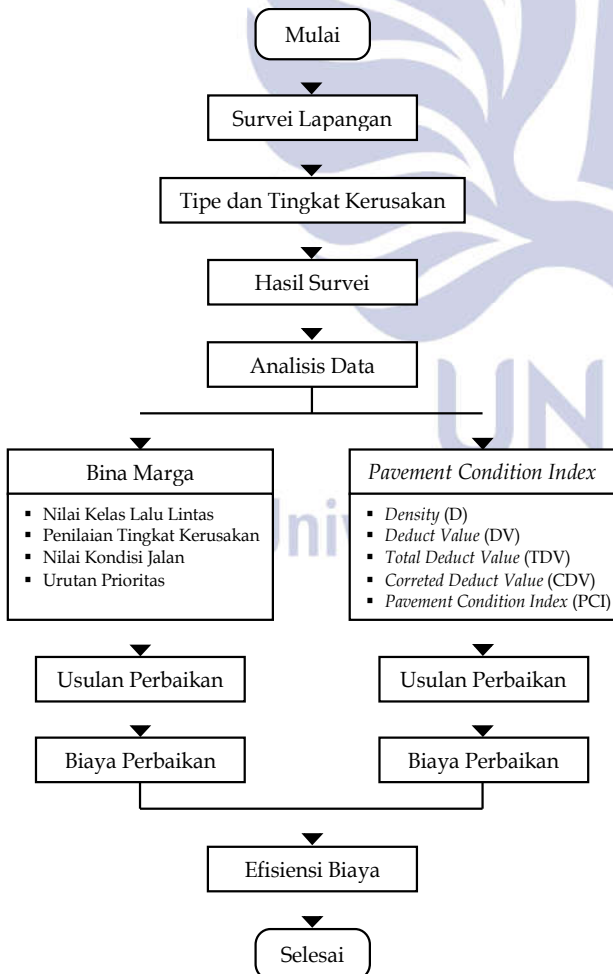 Mulai
Survei Lapangan
Tipe dan Tingkat Kerusakan
Hasil Survei
Analisis Data
UN
Bina Marga
▪ Nilai Kelas Lalu Lintas
▪ Penilaian Tingkat Kerusakan
▪ Nilai Kondisi Jalan
▪ Urutan Prioritas
Univ
Pavement Condition Index
▪ Density (D)
▪ Deduct Value (DV)
▪ Total Deduct Value (TDV)
▪ Correted Deduct Value (CDV)
▪ Pavement Condition Index (PCI)
Usulan Perbaikan
Usulan Perbaikan
Biaya Perbaikan
Biaya Perbaikan
Efisiensi Biaya
Selesai